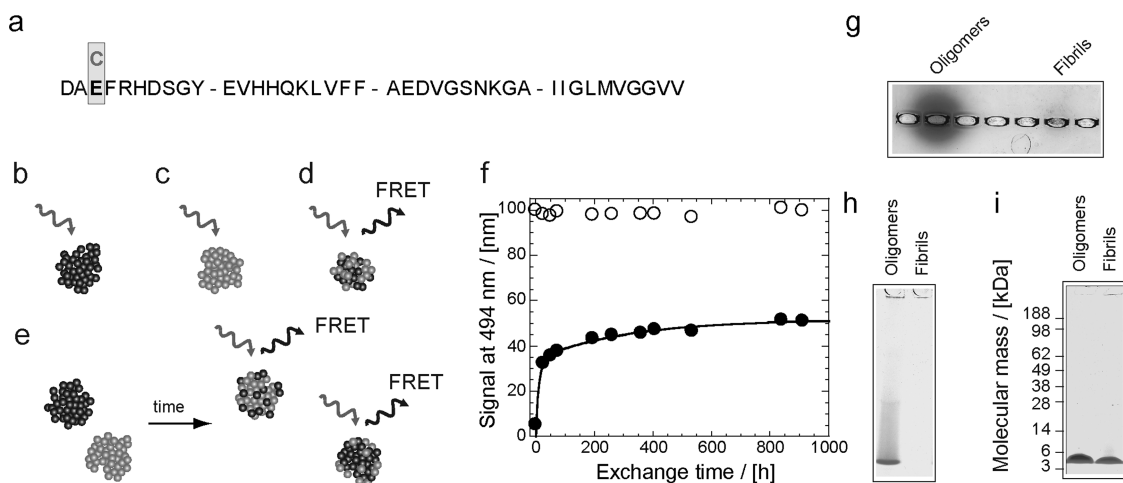 a
C
DAEFRHDSGY - EVHHQKLVFF - AEDVGSNKGA - IIGLMVGGVV
b
c
d
FRET
e
time
FRET
FRET
f
Signal at 494 nm / [nm]
100
80
60
40
20
0
0
200
400
600
800
1000
Exchange time / [h]
g
Oligomers
Fibrils
h
Oligomers
Fibrils
i
Oligomers
Fibrils
Molecular mass / [kDa]
188
98
62
49
38
28
14
6
3